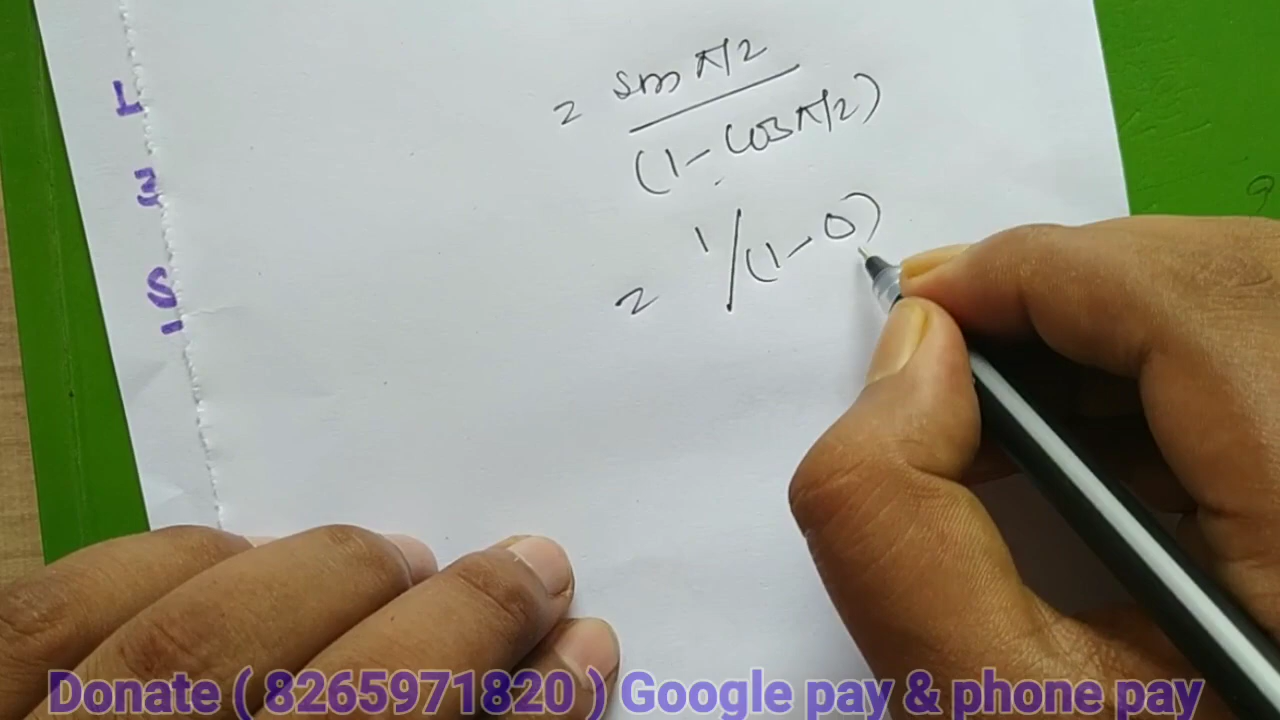 = sin π/2 / (1 - cos π/2)
= 1/(1-0)
Donate ( 8265971820 ) Google pay & phone pay